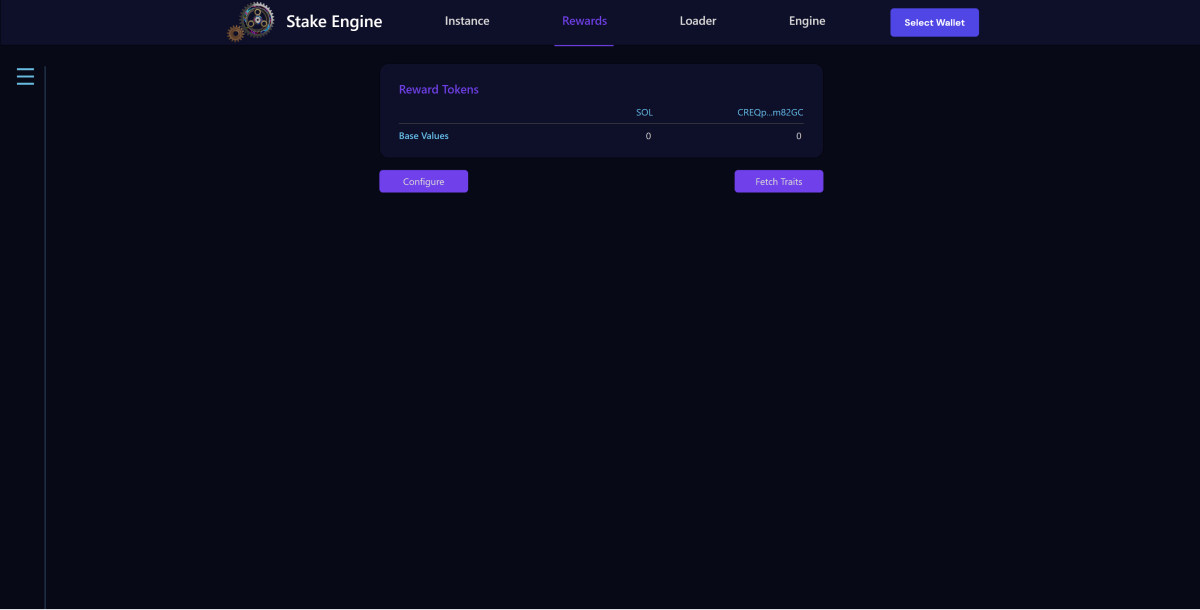 Stake Engine Instance Rewards Loader Engine Select Wallet
Reward Tokens
SOL CREQp...m82GC
Base Values 0 0
Configure Fetch Traits